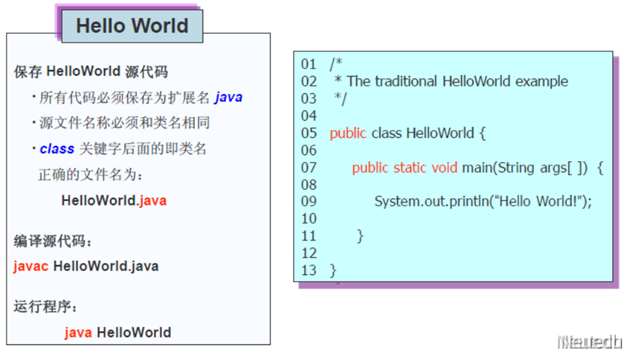 Hello World
保存 HelloWorld 源代码
·所有代码必须保存为扩展名 java
·源文件名称必须和类名相同
·class 关键字后面的即类名
正确的文件名为：
HelloWorld.java
编译源代码：
javac HelloWorld.java
运行程序：
java HelloWorld
01 /*
02 * The traditional HelloWorld example
03 */
04
05 public class HelloWorld {
06
07 public static void main(String args[ ]) {
08
09 System.out.println(“Hello World!”);
10
11 }
12
13 }